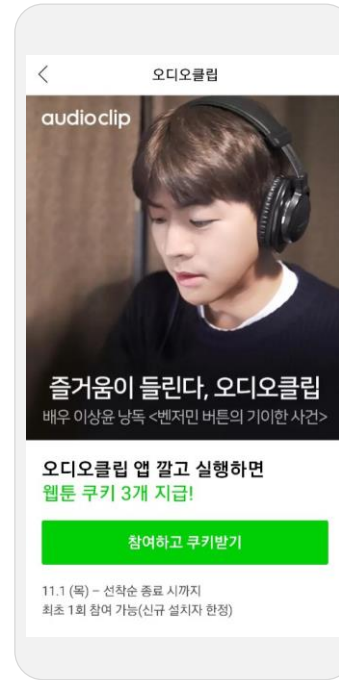 오디오클립
audioclip
즐거움이 들린다, 오디오클립
배우 이상윤 낭독 <벤저민 버튼의 기이한 사건>
오디오클립 앱 깔고 실행하면
웹툰 쿠키 3개 지급!
참여하고 쿠키받기
11.1 (목) – 선착순 종료 시까지
최초 1회 참여 가능(신규 설치자 한정)